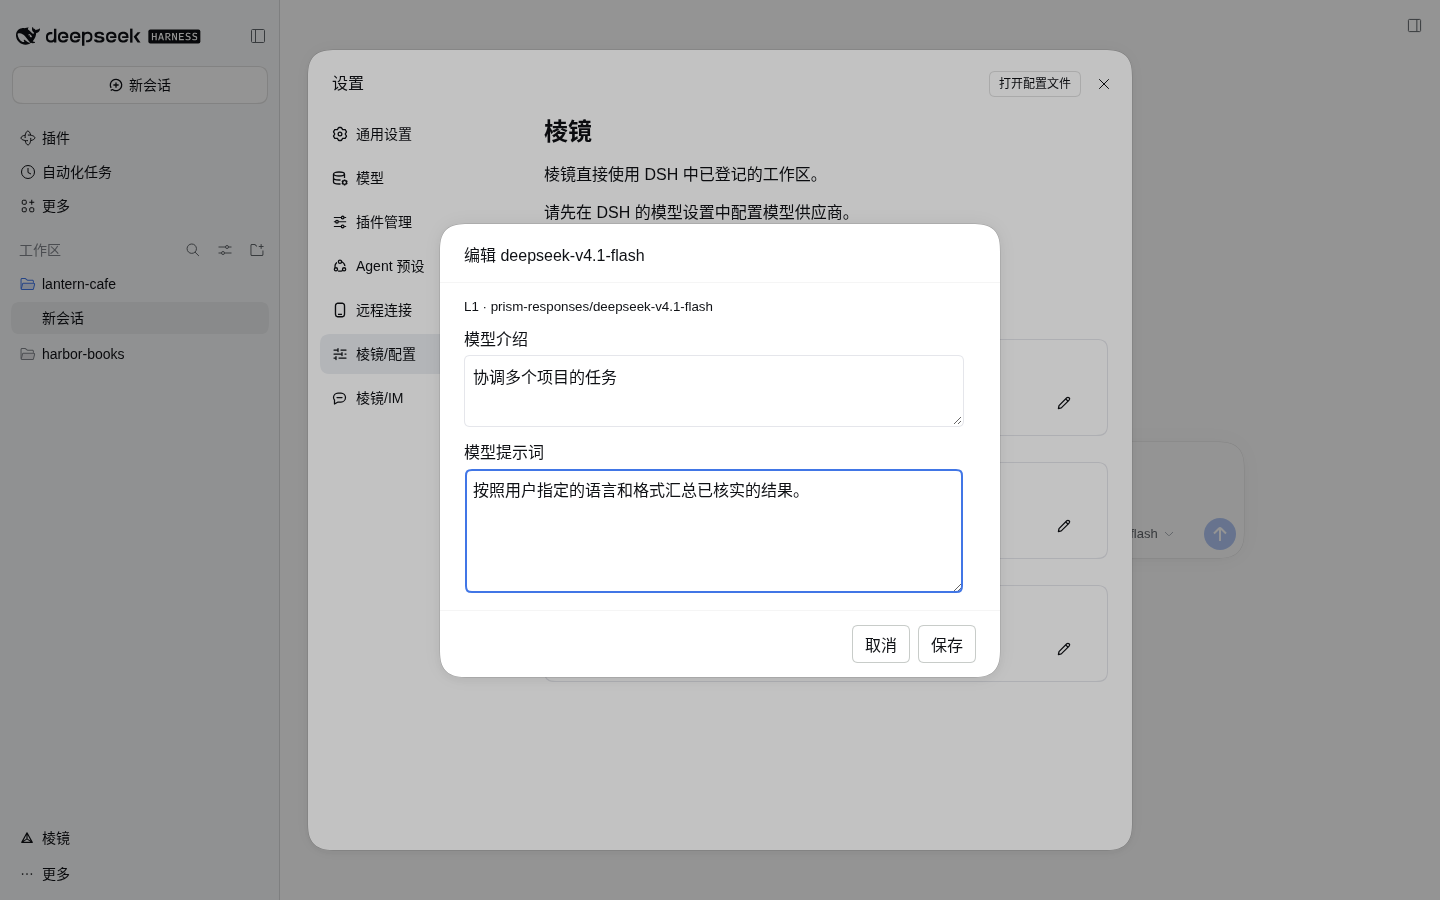 deepseek HARNESS
新会话
插件
自动化任务
更多
工作区
lantern-cafe
新会话
harbor-books
棱镜
更多
设置
打开配置文件
通用设置
模型
插件管理
Agent 预设
远程连接
棱镜/配置
棱镜/IM
棱镜
棱镜直接使用 DSH 中已登记的工作区。
请先在 DSH 的模型设置中配置模型供应商。
编辑 deepseek-v4.1-flash
L1 · prism-responses/deepseek-v4.1-flash
模型介绍
协调多个项目的任务
模型提示词
按照用户指定的语言和格式汇总已核实的结果。
取消
保存
flash